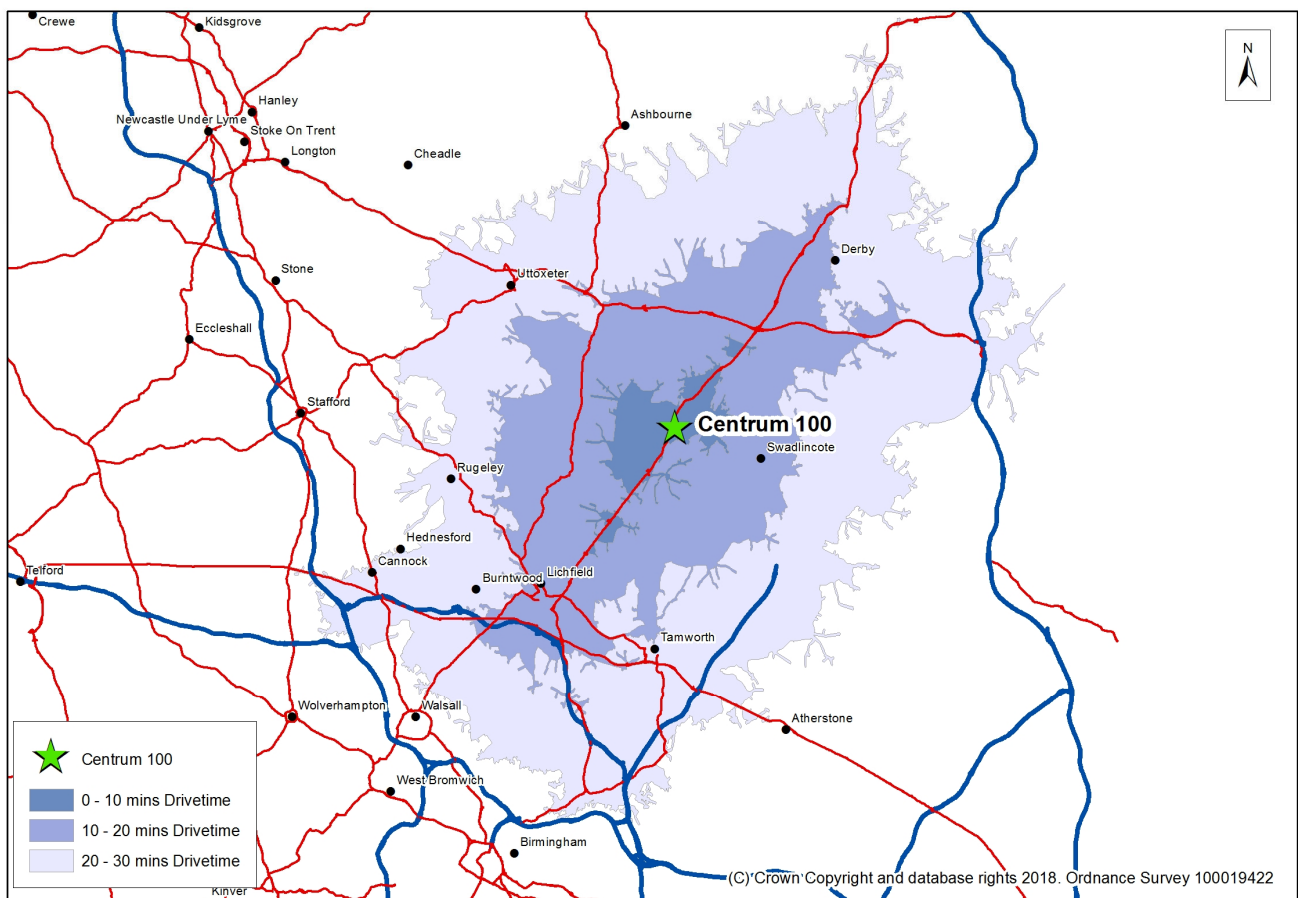 Crewe
Kidsgrove
N
Hanley
Newcastle Under Lyme
Stoke On Trent
Longton
Ashbourne
Cheadle
Derby
Stone
Uttoxeter
Eccleshall
Stafford
Centrum 100
Swadlincote
Rugeley
Hednesford
Cannock
Telford
Burntwood
Lichfield
Tamworth
Wolverhampton
Walsall
Atherstone
West Bromwich
Birmingham
Kinver
Centrum 100
0 - 10 mins Drivetime
10 - 20 mins Drivetime
20 - 30 mins Drivetime
(C) Crown Copyright and database rights 2018. Ordnance Survey 100019422